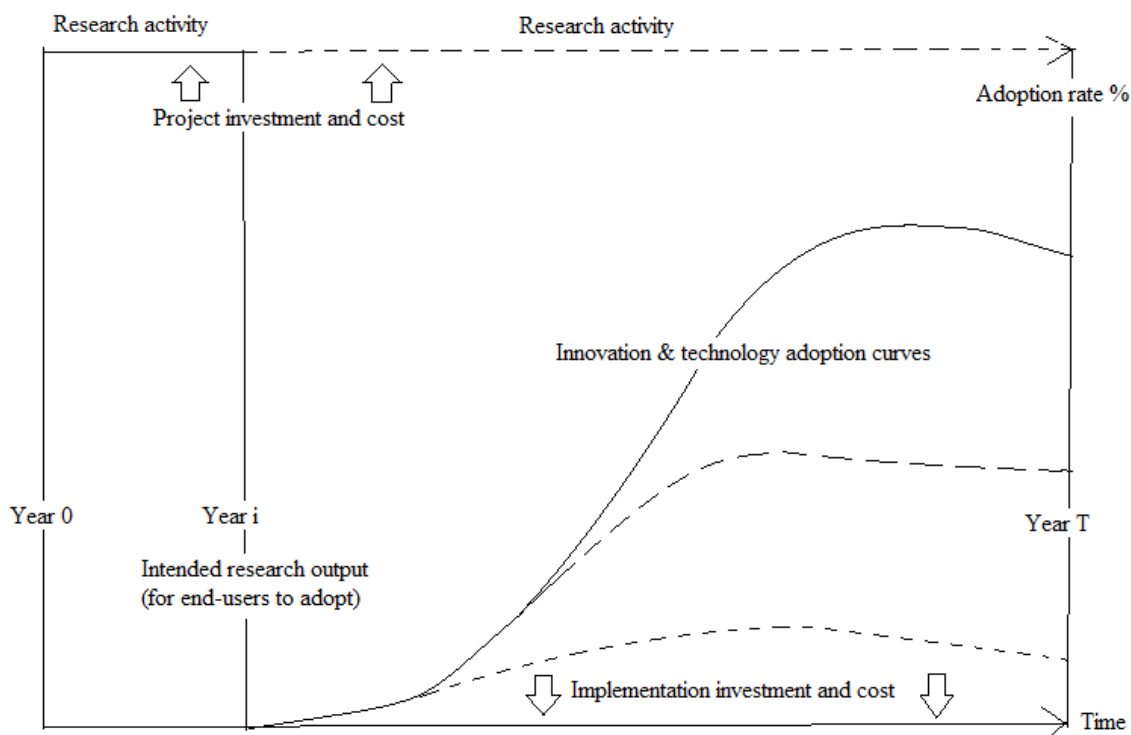 Research activity
Research activity
Project investment and cost
Adoption rate %
Innovation & technology adoption curves
Year 0
Year i
Year T
Intended research output
(for end-users to adopt)
Implementation investment and cost
Time